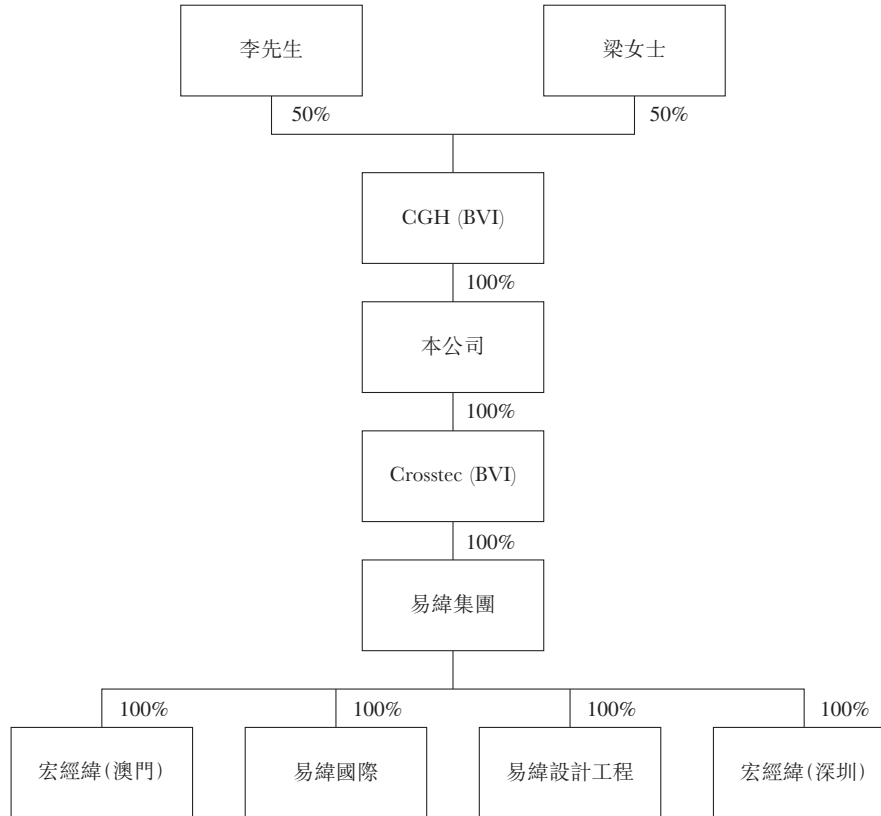 李先生
梁女士
50%
50%
CGH (BVI)
100%
本公司
100%
Crosstec (BVI)
100%
易緯集團
100%
100%
100%
100%
宏經緯(澳門)
易緯國際
易緯設計工程
宏經緯(深圳)